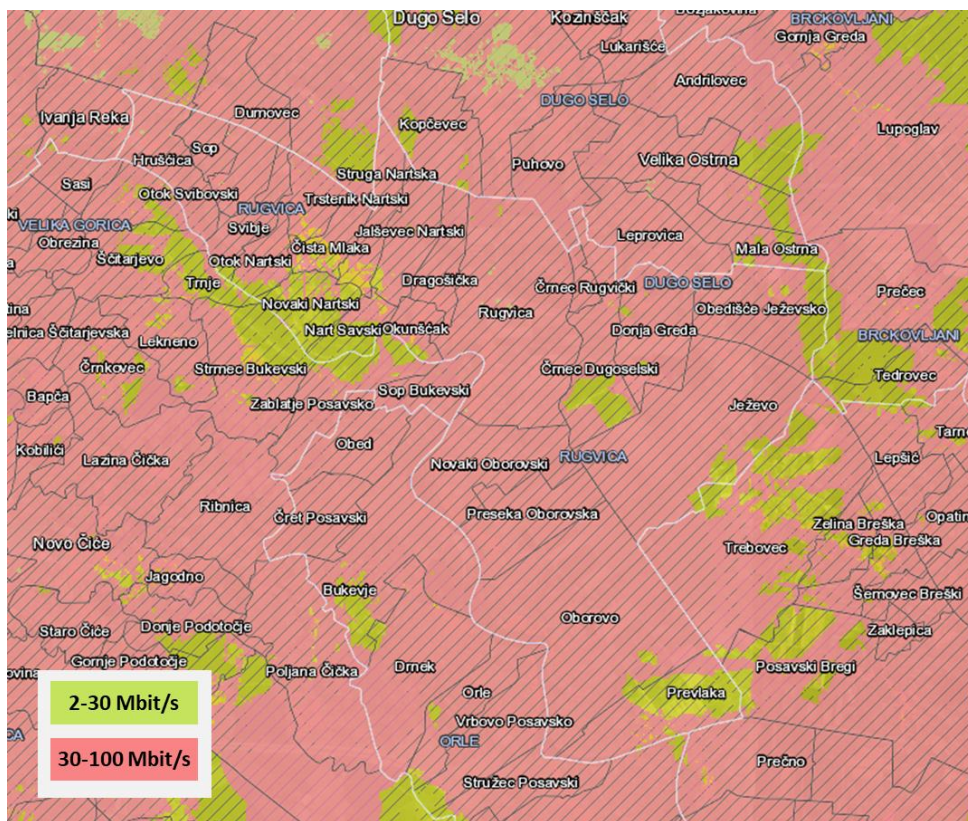 Dugo Selo
Kozinščak
BRCKOVLJANI
Gornja Greda
Lukarišće
Andrilovec
DUGO SELO
Ivanja Reka
Dumovec
Kopčevec
Lupoglav
Sop
Hruščica
Puhovo
Velika Ostrna
Struga Nartska
Sasi
Otok Svibovski
Trstenik Nartski
RUGVICA
VELIKA GORICA
Svibje
Jalševec Nartski
Leprovica
Obrezina
Čista Mlaka
Mala Ostrna
Ščitarjevo
Otok Nartski
Trnje
Dragošička
Črnec Rugvički
DUGO SELO
Prečec
Novaki Nartski
Rugvica
Obedišće Ježevsko
elnica Ščitarjevska
Nart Savski
Okunšćak
Donja Greda
BRCKOVLJANI
Lekneno
Črnkovec
Strmec Bukevski
Črnec Dugoselski
Tedrovec
Bapča
Sop Bukevski
Zablatje Posavsko
Ježevo
Obed
Kobilići
Lazina Čička
Novaki Oborovski
RUGVICA
Lepšić
Ribnica
Čret Posavski
Preseka Oborovska
Zelina Breška
Greda Breška
Novo Čiče
Trebovec
Jagodno
Bukevje
Šemovec Breški
Oborovo
Staro Čiče
Donje Podotočje
Zaklepica
Gornje Podotočje
Poljana Čička
Drnek
Posavski Bregi
Orle
Prevlaka
2-30 Mbit/s
Vrbovo Posavsko
ORLE
30-100 Mbit/s
Prečno
Stružec Posavski